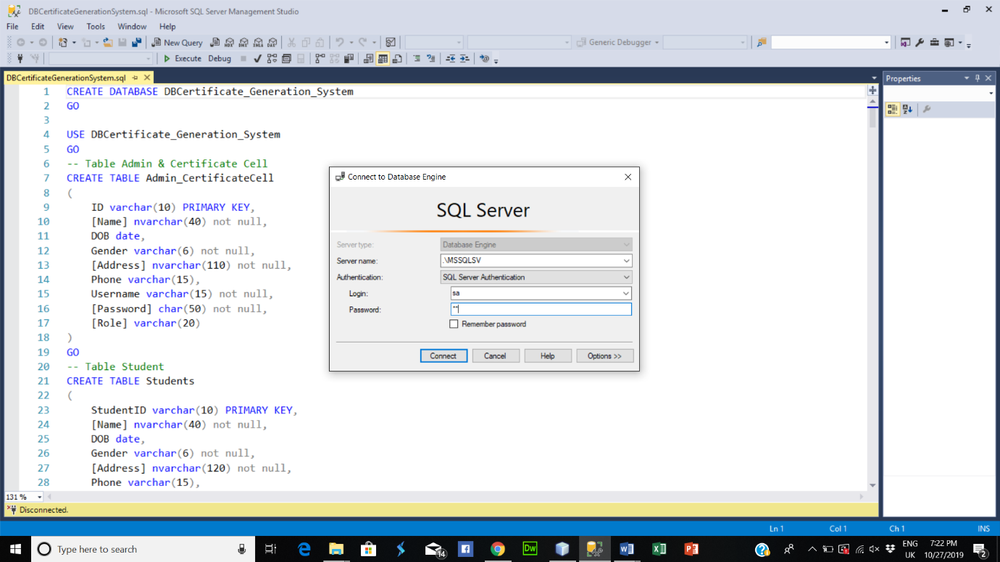 DBCertificateGenerationSystem.sql - Microsoft SQL Server Management Studio
File Edit View Tools Window Help
New Query
Generic Debugger
Execute Debug
DBCertificateGenerationSystem.sql
Properties
1 CREATE DATABASE DBCertificate_Generation_System
2 GO
3
4 USE DBCertificate_Generation_System
5 GO
6 -- Table Admin & Certificate Cell
7 CREATE TABLE Admin_CertificateCell
8 (
9 ID varchar(10) PRIMARY KEY,
10 [Name] nvarchar(40) not null,
11 DOB date,
12 Gender varchar(6) not null,
13 [Address] nvarchar(110) not null,
14 Phone varchar(15),
15 Username varchar(15) not null,
16 [Password] char(50) not null,
17 [Role] varchar(20)
18 )
19 GO
20 -- Table Student
21 CREATE TABLE Students
22 (
23 StudentID varchar(10) PRIMARY KEY,
24 [Name] nvarchar(40) not null,
25 DOB date,
26 Gender varchar(6) not null,
27 [Address] nvarchar(120) not null,
28 Phone varchar(15),
Connect to Database Engine
SQL Server
Server type: Database Engine
Server name: .\MSSQLSV
Authentication: SQL Server Authentication
Login: sa
Password: **
Remember password
Connect Cancel Help Options >>
131 %
Disconnected.
Ln 1 Col 1 Ch 1 INS
Type here to search
14
Dw
ENG
UK
7:22 PM
10/27/2019
2